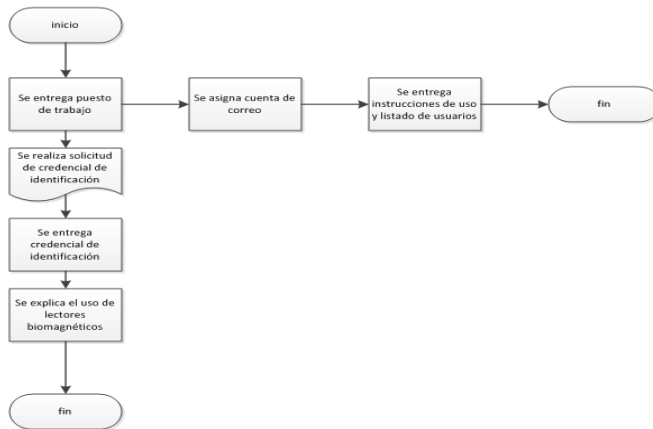 inicio
Se entrega puesto
de trabajo
Se asigna cuenta de
correo
Se entrega
instrucciones de uso
y listado de usuarios
fin
Se realiza solicitud
de credencial de
identificación
Se entrega
credencial de
identificación
Se explica el uso de
lectores
biomagnéticos
fin